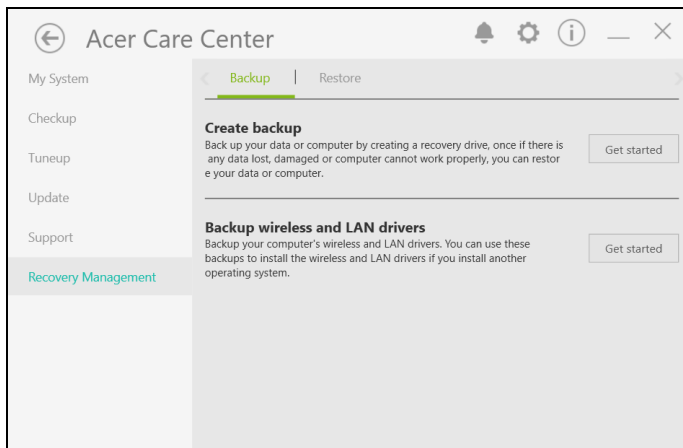 Acer Care Center
My System
Checkup
Tuneup
Update
Support
Recovery Management
Backup
Restore
Create backup
Back up your data or computer by creating a recovery drive, once if there is
any data lost, damaged or computer cannot work properly, you can restor
e your data or computer.
Get started
Backup wireless and LAN drivers
Backup your computer's wireless and LAN drivers. You can use these
backups to install the wireless and LAN drivers if you install another
operating system.
Get started